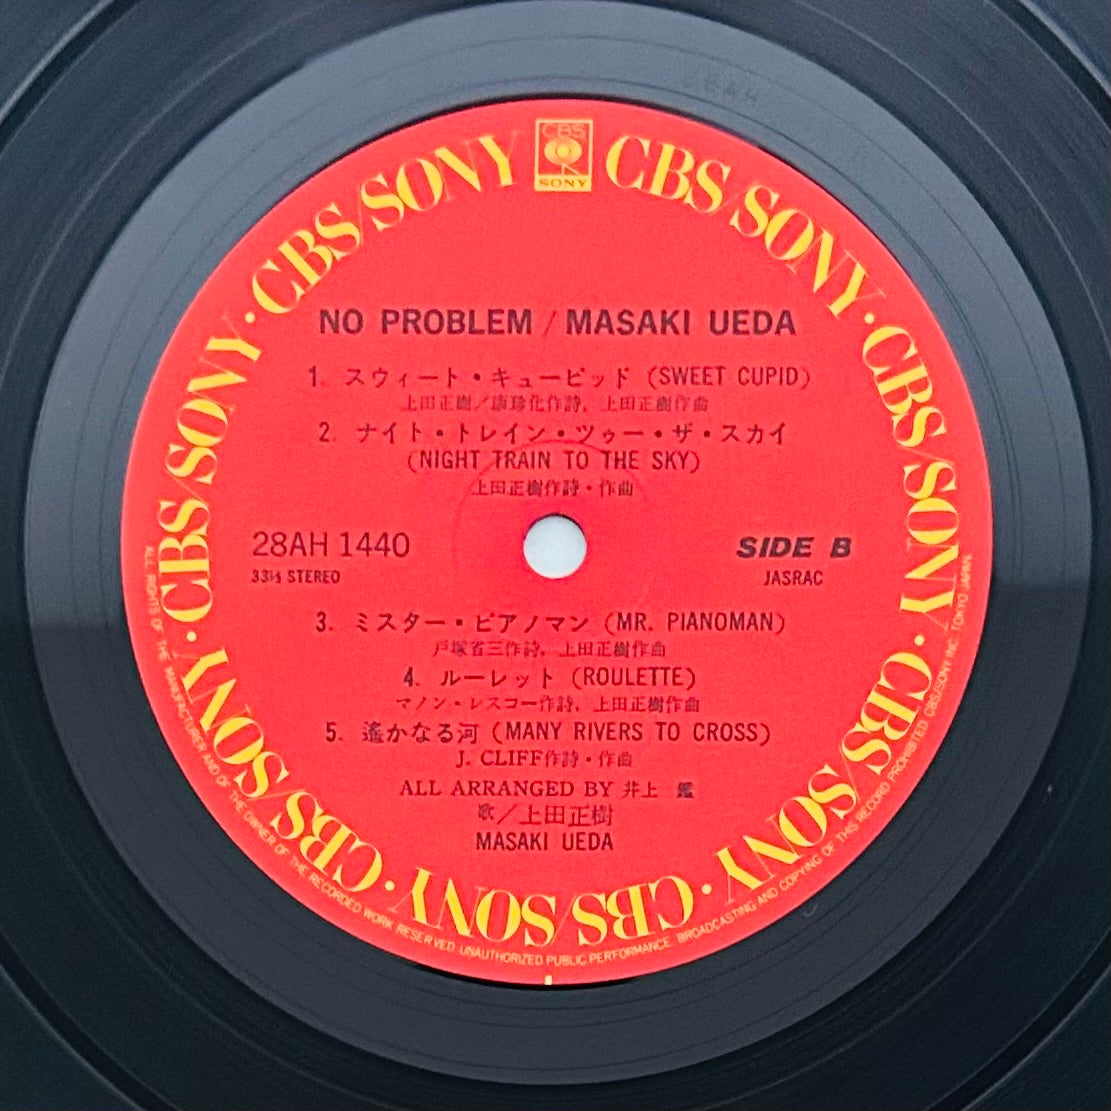 CBS
SONY
CBS/SONY · CBS/SONY · CBS/SONY · CBS/SONY · CBS/SONY · CBS/SONY · CBS/SONY · CBS/SONY
NO PROBLEM / MASAKI UEDA
1. スウィート・キューピッド (SWEET CUPID)
上田正樹/康珍化作詩、上田正樹作曲
2. ナイト・トレイン・ツゥー・ザ・スカイ
(NIGHT TRAIN TO THE SKY)
上田正樹作詩・作曲
28AH 1440
SIDE B
33⅓ STEREO
JASRAC
3. ミスター・ピアノマン (MR. PIANOMAN)
戸塚省三作詩、上田正樹作曲
4. ルーレット (ROULETTE)
マノン・レスコー作詩、上田正樹作曲
5. 遙かなる河 (MANY RIVERS TO CROSS)
J. CLIFF作詩・作曲
ALL ARRANGED BY 井上 鑑
歌/上田正樹
MASAKI UEDA
ALL RIGHTS OF THE MANUFACTURER AND OF THE OWNER OF THE RECORDED WORK RESERVED. UNAUTHORIZED PUBLIC PERFORMANCE BROADCASTING AND COPYING OF THIS RECORD PROHIBITED. CBS/SONY INC. TOKYO JAPAN